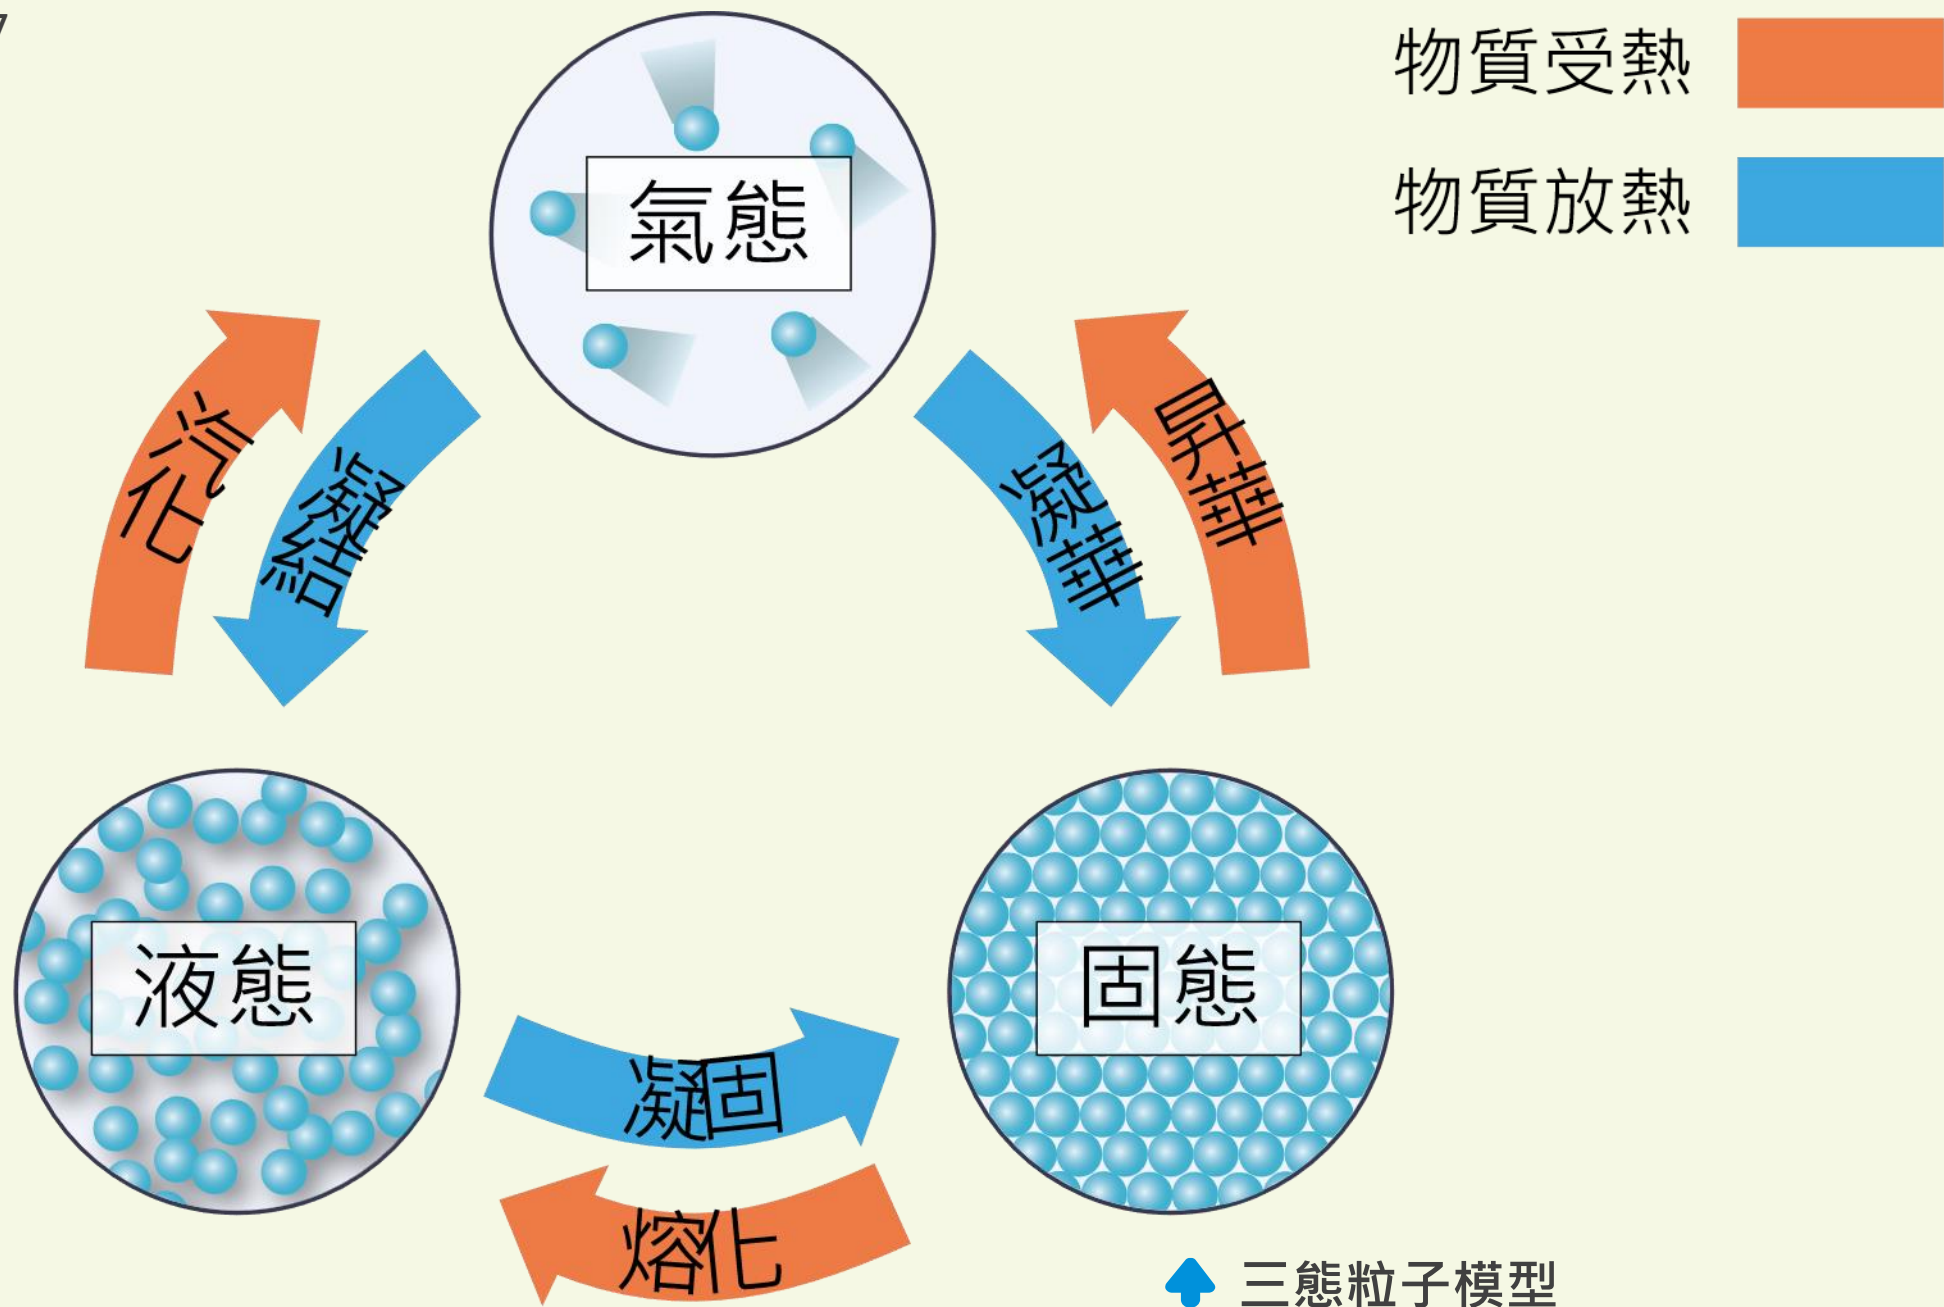 7
物質受熱
物質放熱
氣態
汽化
凝結
凝華
昇華
液態
固態
凝固
熔化
三態粒子模型